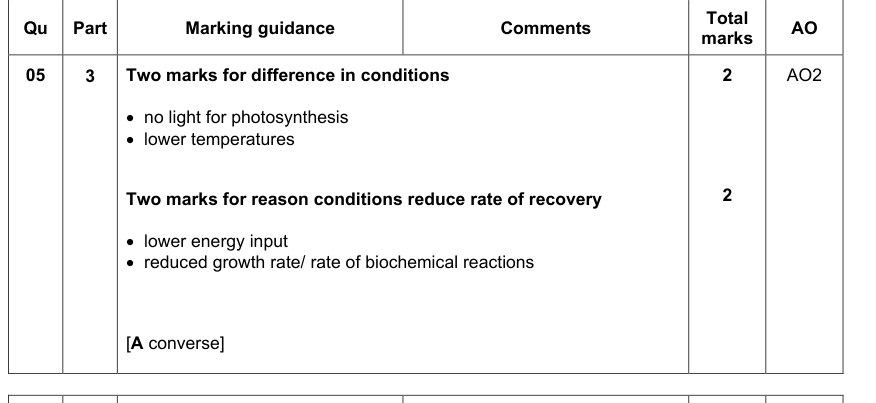 Qu Part Marking guidance Comments Total marks AO
05 3 Two marks for difference in conditions 2 AO2
• no light for photosynthesis
• lower temperatures
Two marks for reason conditions reduce rate of recovery 2
• lower energy input
• reduced growth rate/ rate of biochemical reactions
[A converse]